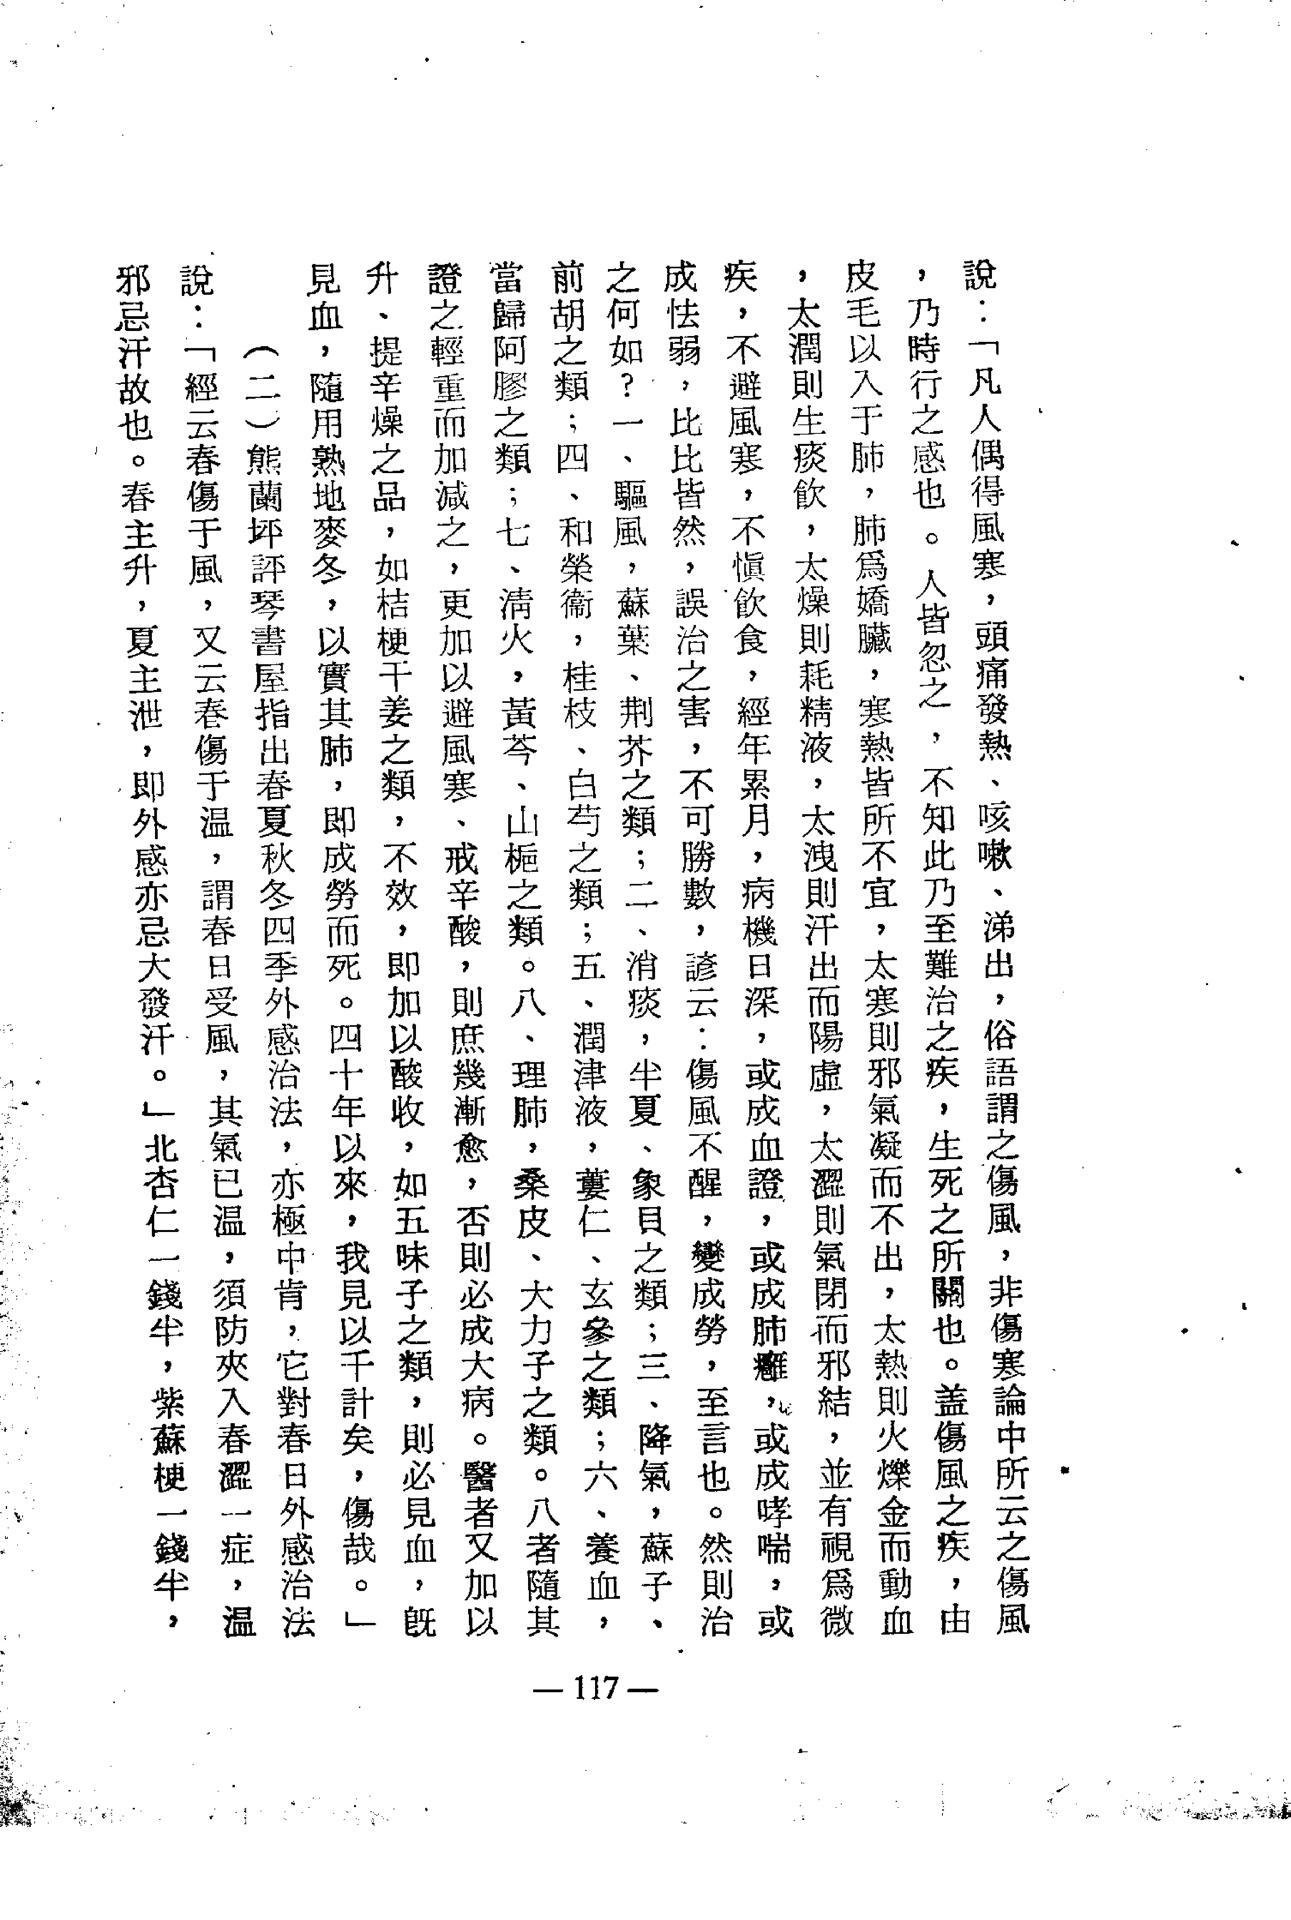 說：「凡人偶得風寒，頭痛發熱、咳嗽、涕出，俗語謂之傷風，非傷寒論中所云之傷風
，乃時行之感也。人皆忽之，不知此乃至難治之疾，生死之所關也。盖傷風之疾，由
皮毛以入于肺，肺爲嬌臟，寒熱皆所不宜，太寒則邪氣凝而不出，太熱則火爍金而動血
，太潤則生痰飲，太燥則耗精液，太洩則汗出而陽虛，太澀則氣閉而邪結，並有視爲微
疾，不避風寒，不愼飲食，經年累月，病機日深，或成血證，或成肺癰，或成哮喘，或
成怯弱，比比皆然，誤治之害，不可勝數，諺云：傷風不醒，變成勞，至言也。然則治
之何如？一、驅風，蘇葉、荆芥之類；二、消痰，半夏、象貝之類；三、降氣，蘇子、
前胡之類；四、和榮衞，桂枝、白芍之類；五、潤津液，蔞仁、玄參之類；六、養血，
當歸阿膠之類；七、淸火，黃芩、山梔之類。八、理肺，桑皮、大力子之類。八者隨其
證之輕重而加減之，更加以避風寒、戒辛酸，則庶幾漸愈，否則必成大病。醫者又加以
升、提辛燥之品，如桔梗干姜之類，不效，即加以酸收，如五味子之類，則必見血，旣
見血，隨用熟地麥冬，以實其肺，即成勞而死。四十年以來，我見以千計矣，傷哉。」
（二）熊蘭坪評琴書屋指出春夏秋冬四季外感治法，亦極中肯，它對春日外感治法
說：「經云春傷于風，又云春傷于温，謂春日受風，其氣已温，須防夾入春澀一症，温
邪忌汗故也。春主升，夏主泄，即外感亦忌大發汗。」北杏仁一錢半，紫蘇梗一錢半，
— 117 —